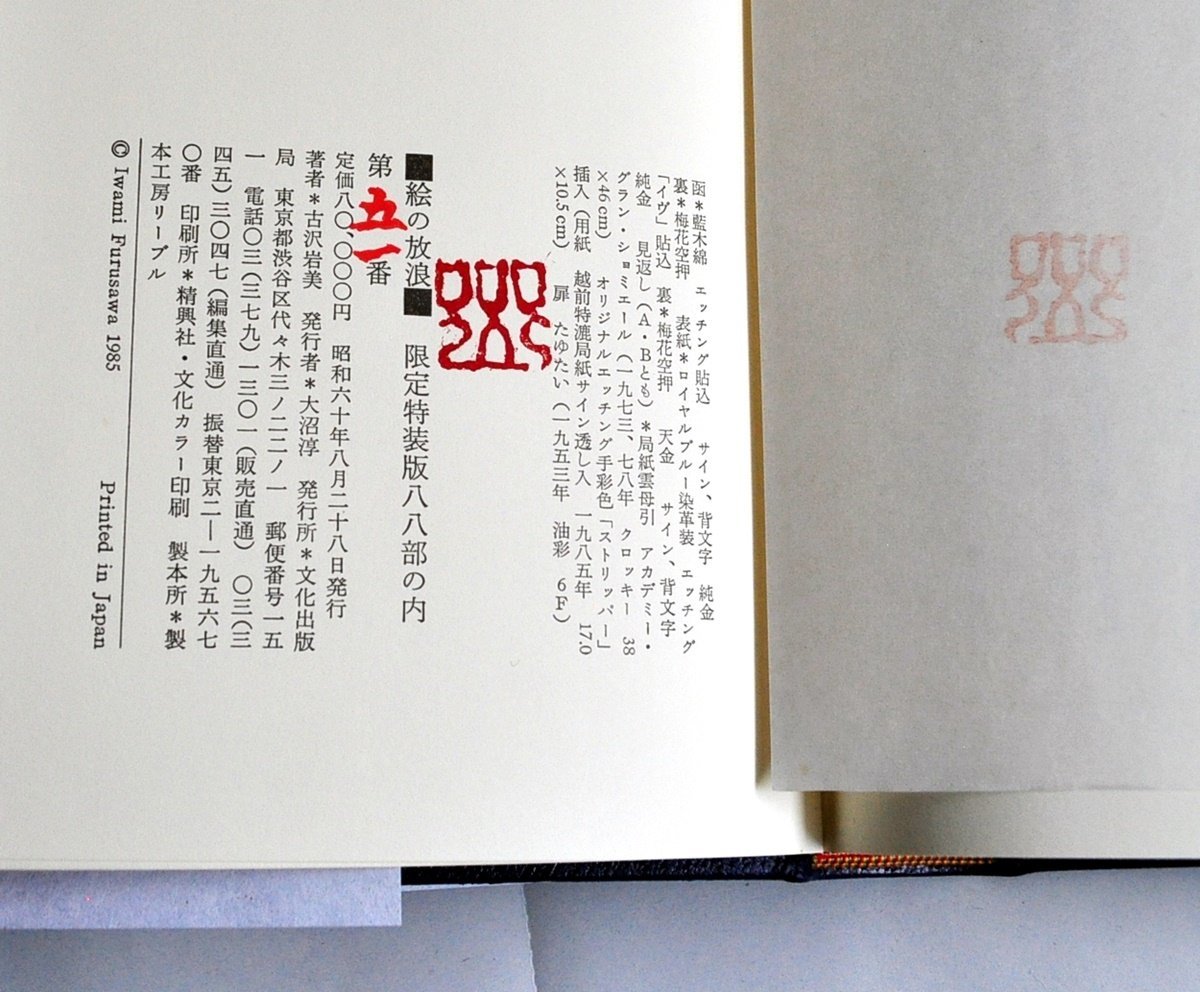 函＊藍木綿　エッチング貼込　サイン、背文字　純金
裏＊梅花空押　表紙＊ロイヤルブルー染革装　エッチング
「イヴ」貼込　裏＊梅花空押　天金　サイン、背文字
純金　見返し（A・Bとも）＊局紙雲母引　アカデミー・
グラン・ショミエール（一九七三、七八年　クロッキー　38
×46cm）　オリジナルエッチング手彩色「ストリッパー」
挿入（用紙　越前特漉局紙サイン透し入　一九八五年　17.0
×10.5cm）　扉　たゆたい（一九五三年　油彩　6F）
■絵の放浪■　限定特装版八八部の内
第五一番
定価八〇、〇〇〇円　昭和六十年八月二十八日発行
著者＊古沢岩美　発行者＊大沼淳　発行所＊文化出版
局　東京都渋谷区代々木三ノ二二ノ一　郵便番号一五
一　電話〇三（三七九）一三〇一（販売直通）　〇三（三
四五）三〇四七（編集直通）　振替東京二—一九五六七
〇番　印刷所＊精興社・文化カラー印刷　製本所＊製
本工房リーブル
© Iwami Furusawa 1985　Printed in Japan